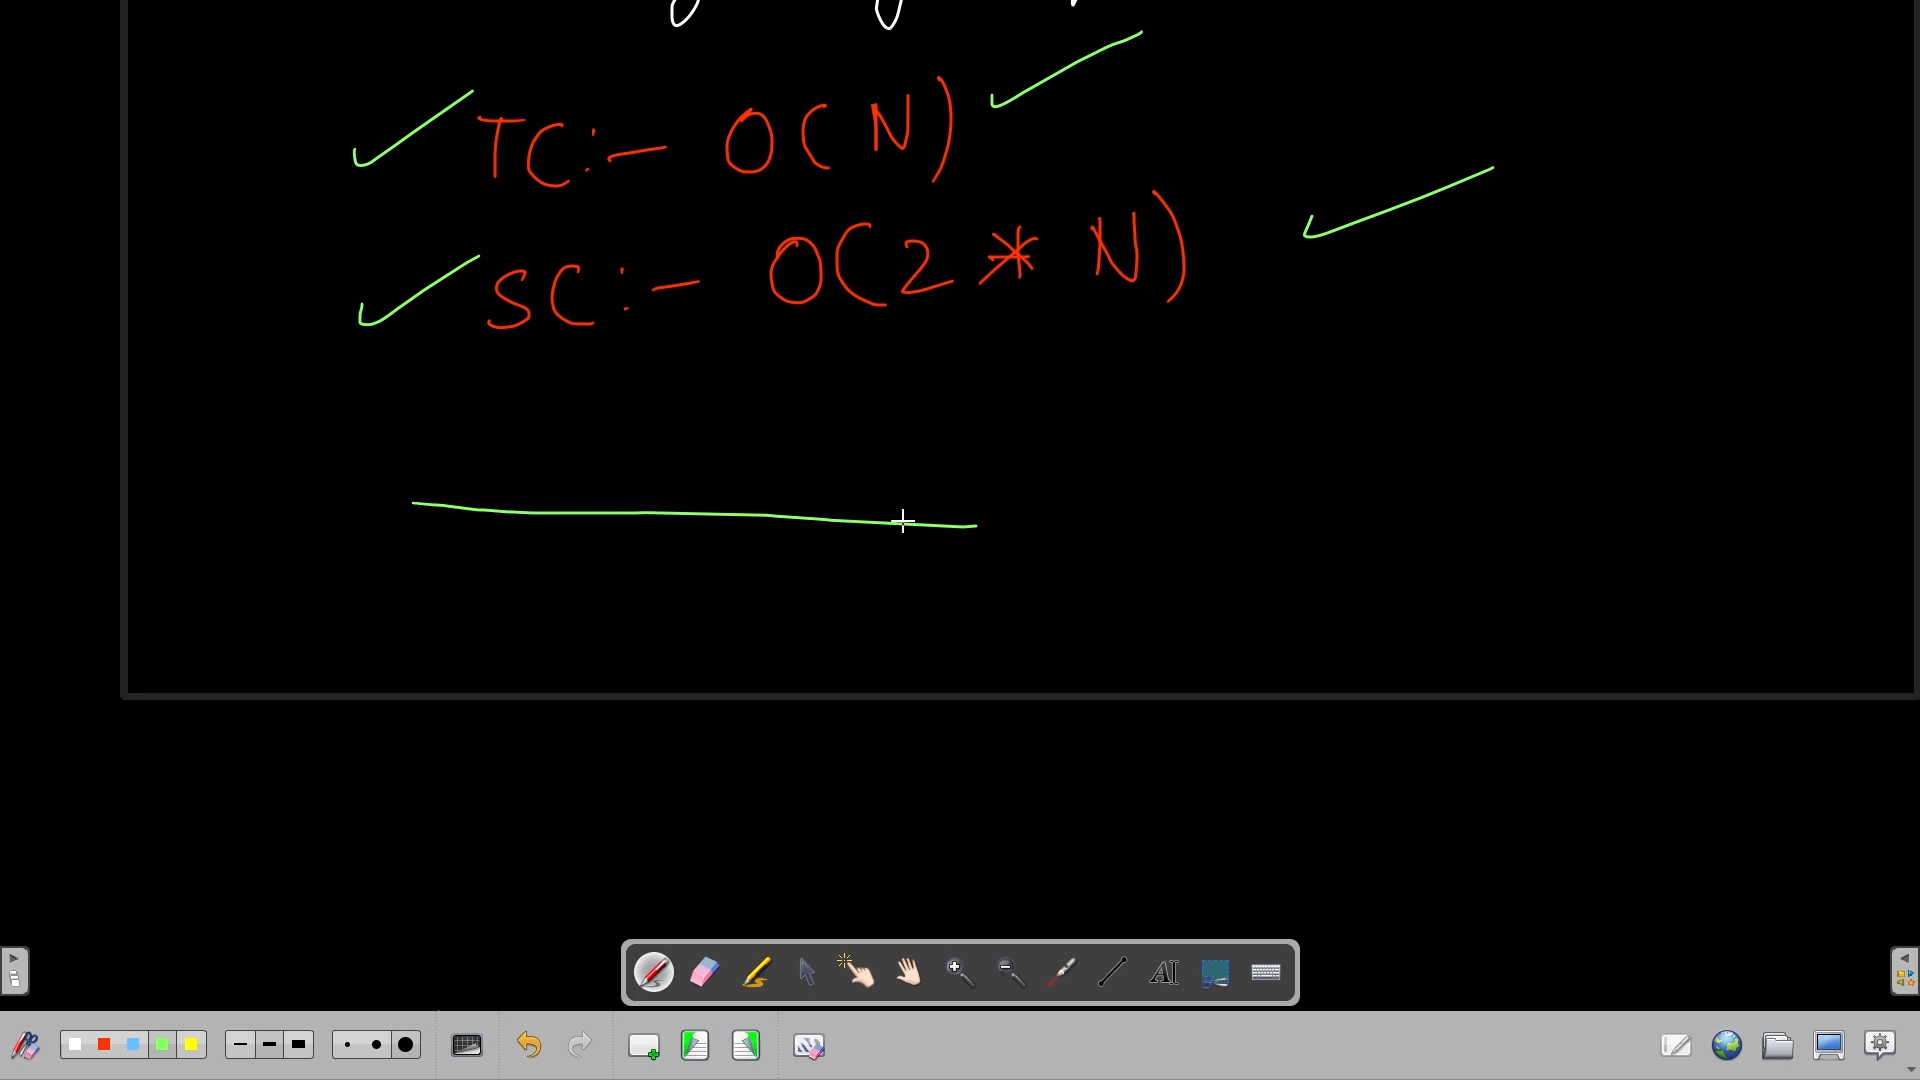 TC:- O(N)
SC:- O(2 * N)